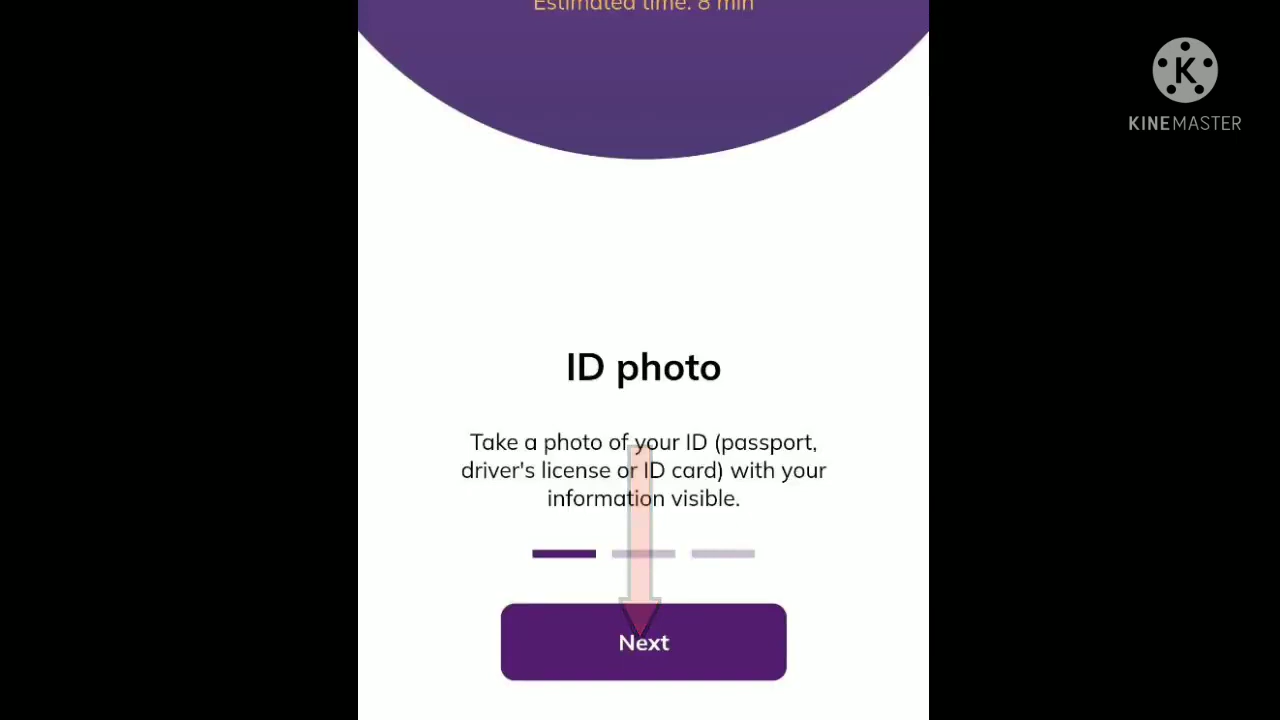 Estimated time: 8 min
K
KINEMASTER
ID photo
Take a photo of your ID (passport,
driver's license or ID card) with your
information visible.
Next